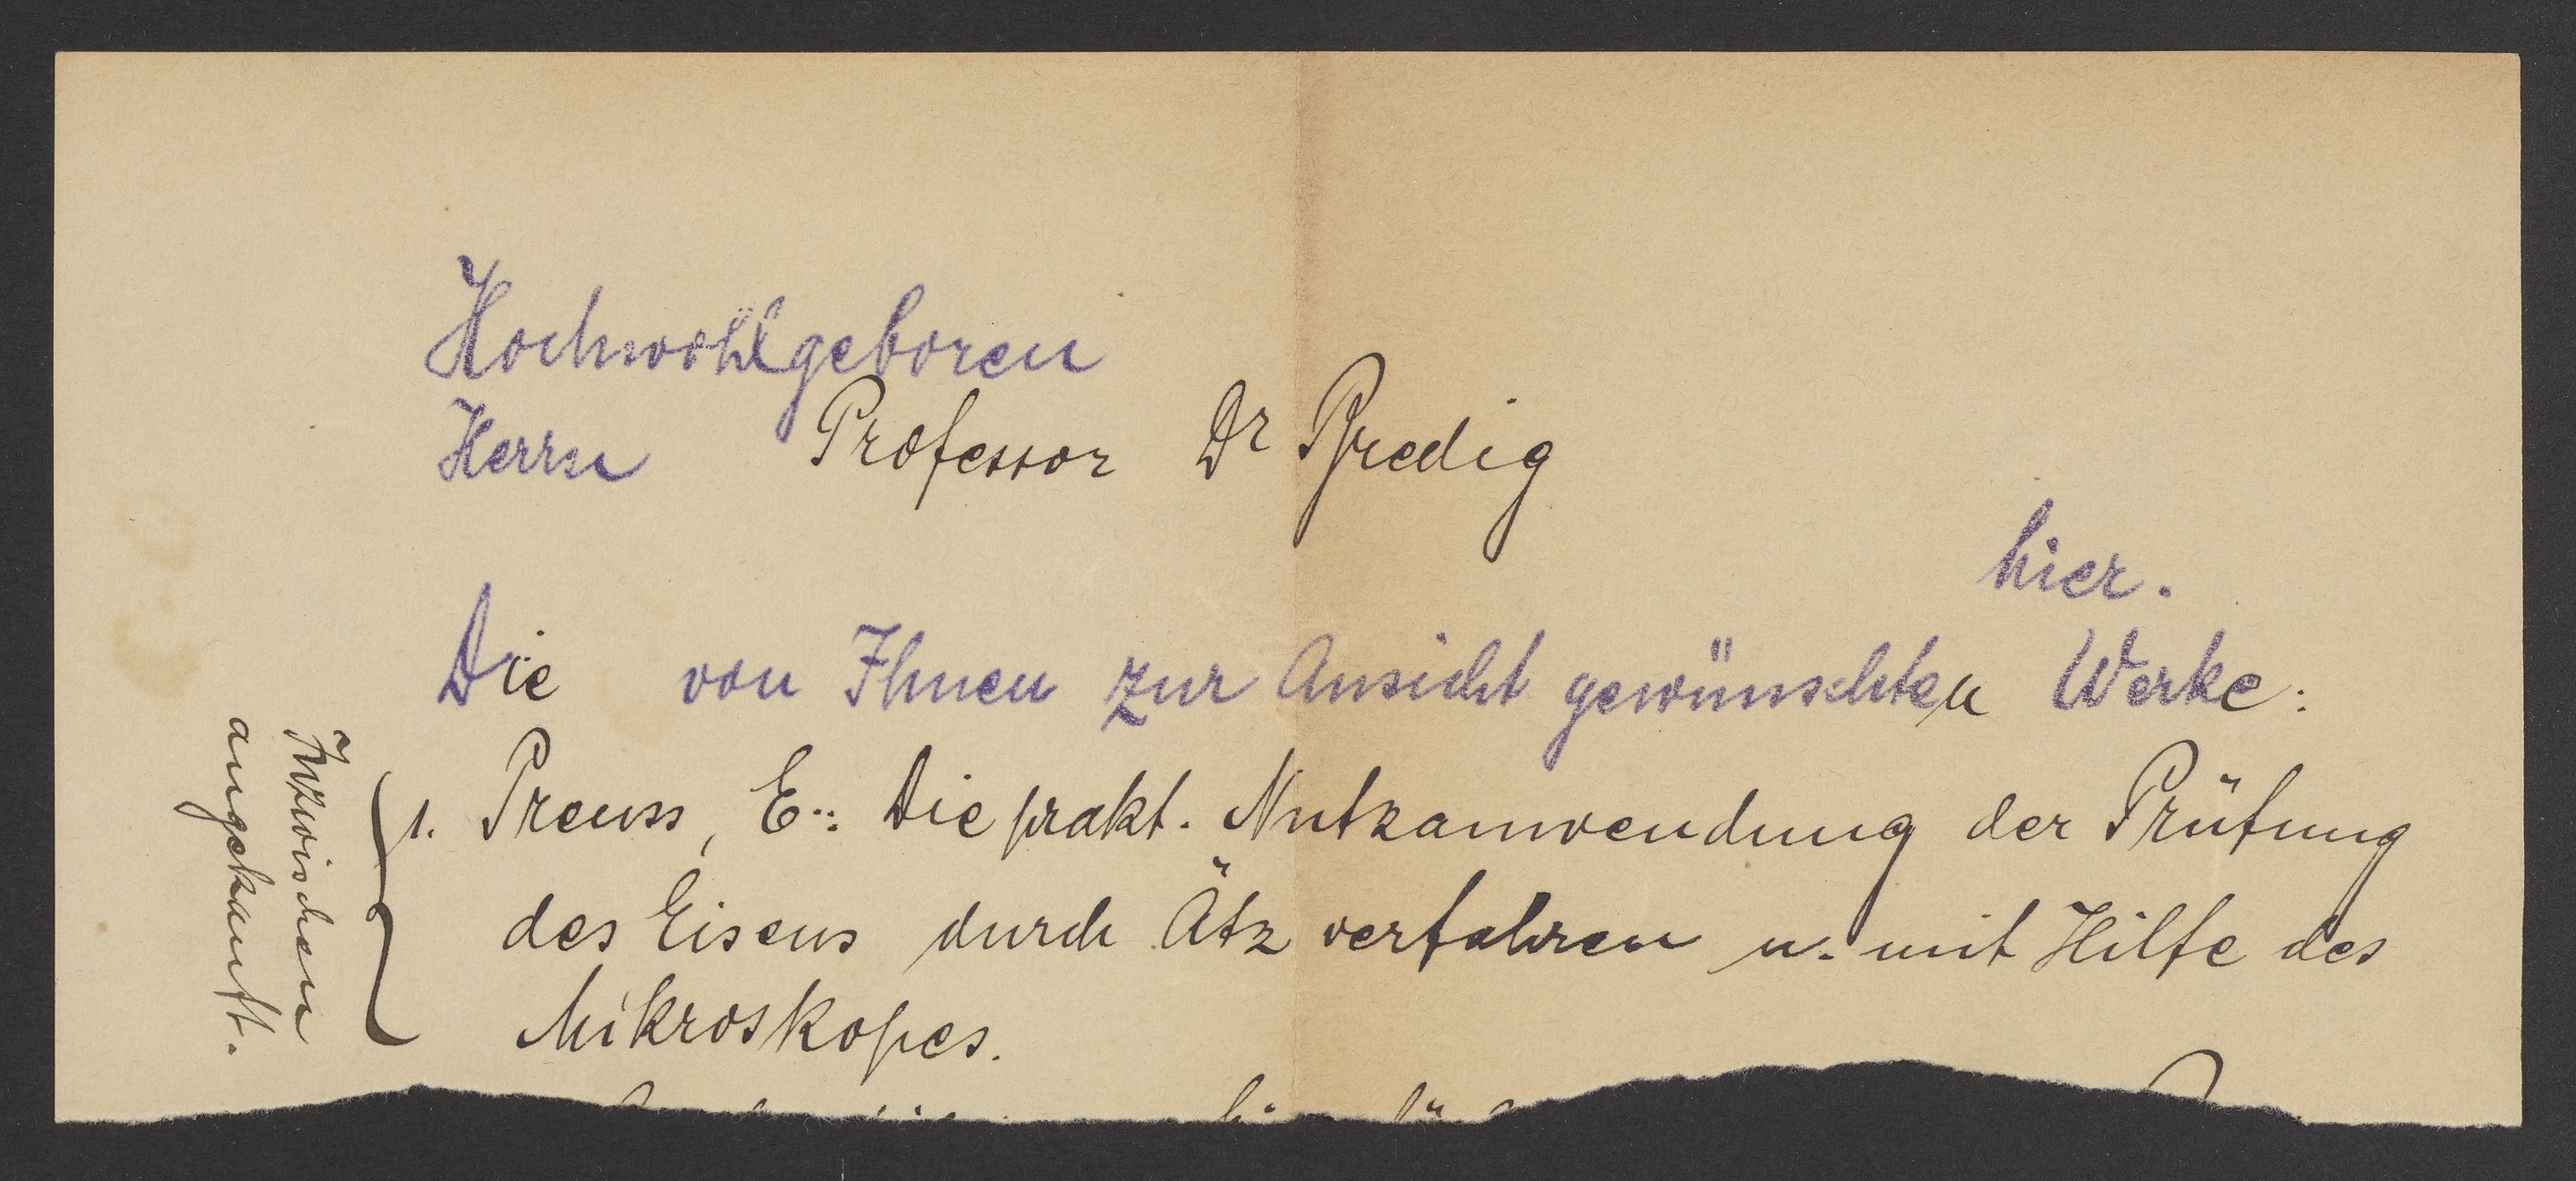 Hochwohlgeboren
Herrn Professor Dr Bredig
hier.
Die von Ihnen zur Ansicht gewünschten Werke:
1. Preuss, E.: Die prakt. Nutzanwendung der Prüfung
des Eisens durch Ätzverfahren u. mit Hilfe des
Mikroskopes.
Inzwischen
angekauft.